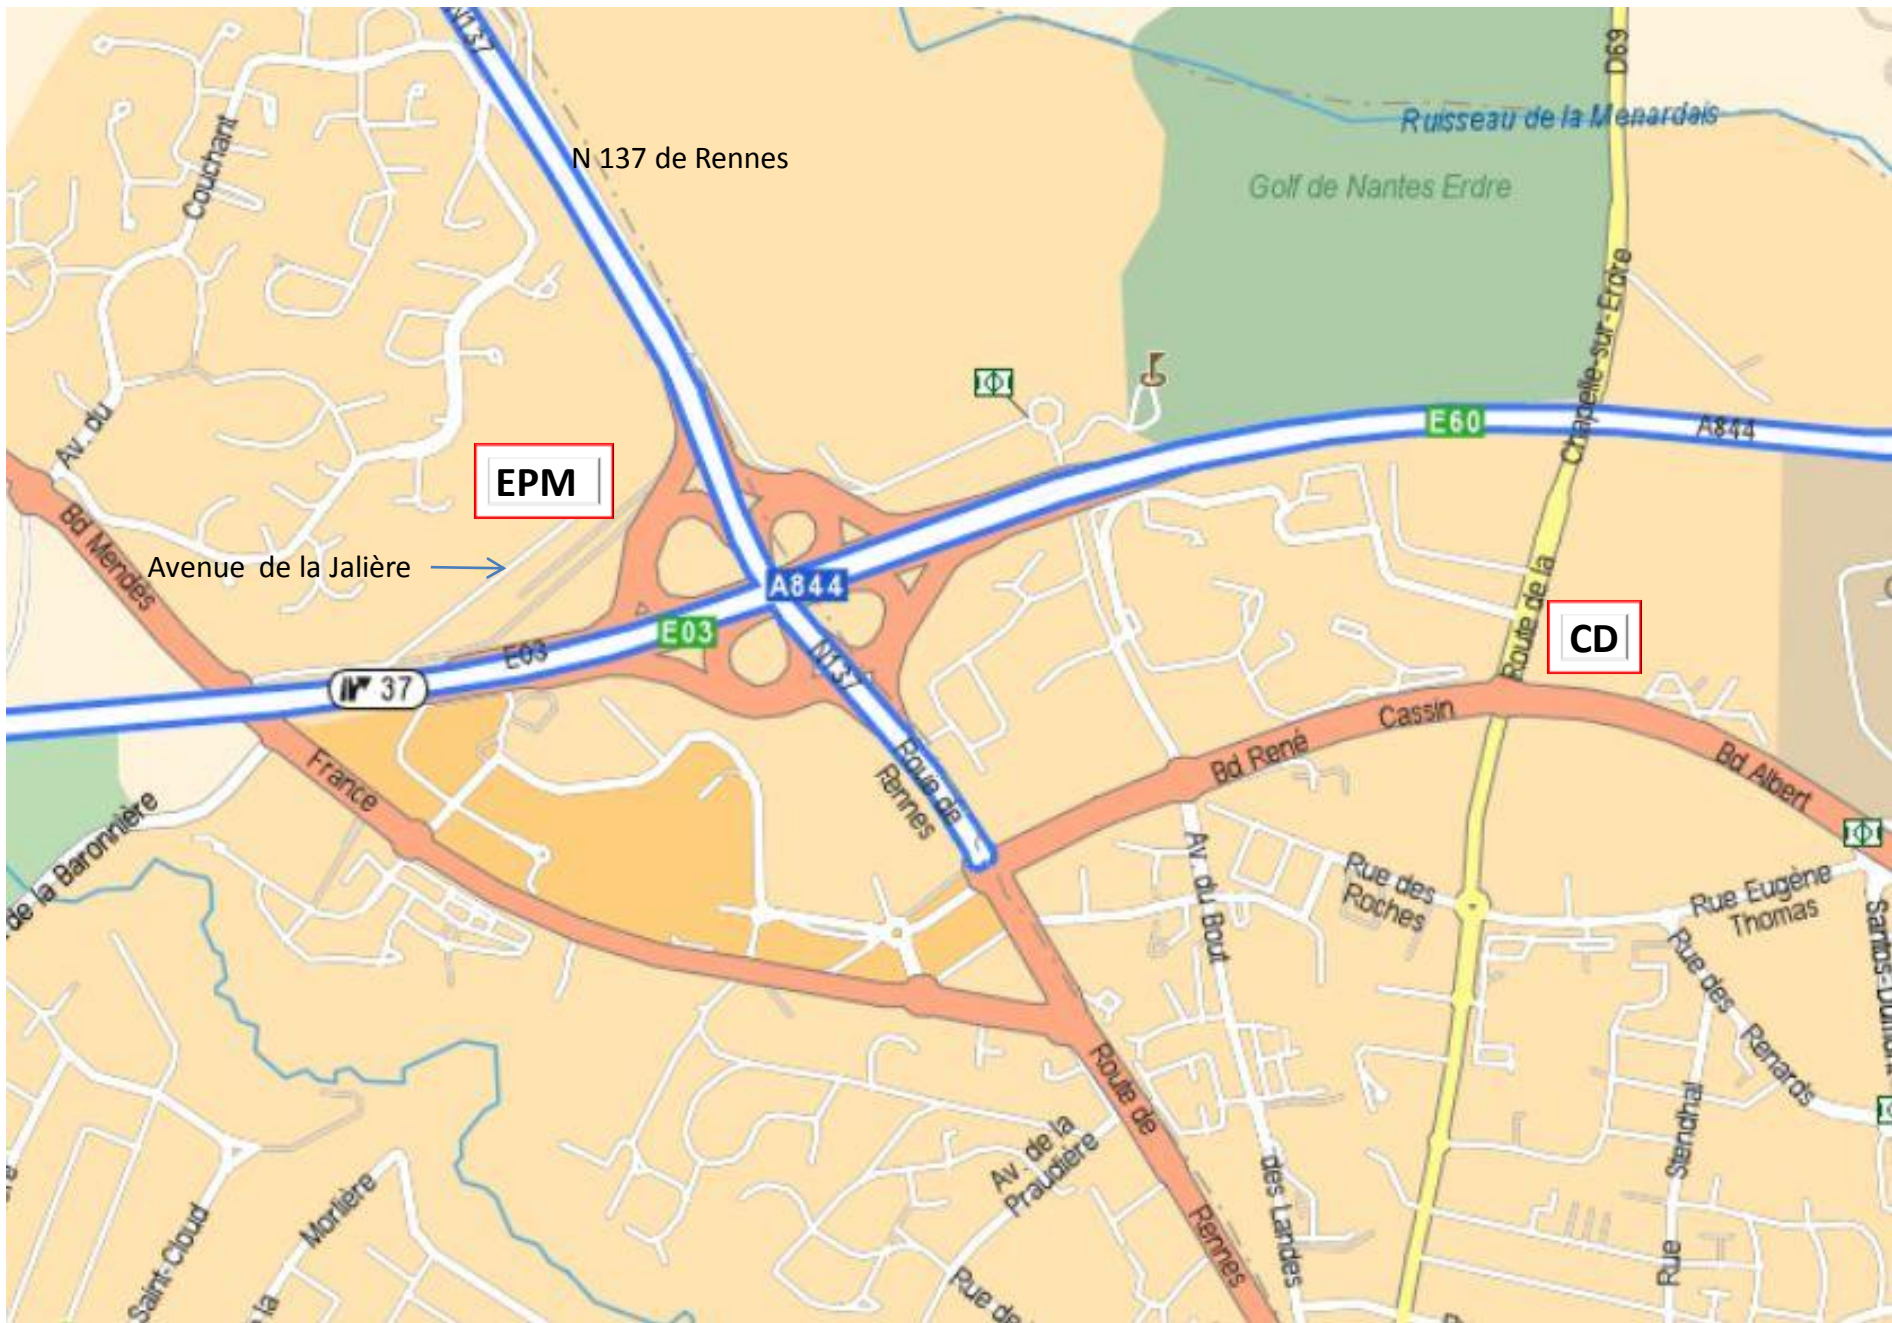 N137
D69
Ruisseau de la Menardais
N 137 de Rennes
Golf de Nantes Erdre
Couchant
Av. du
Chapelle-sur-Erdre
E60
A844
EPM
Bd Mendès
Avenue de la Jalière
A844
E03
E03
37
N137
Route de la
CD
Cassin
Bd René
Bd Albert
France
Route de
Rennes
de la Baronnière
Av. du Bout
Rue des
Roches
Rue Eugène
Thomas
Rue des
Renards
Route de
Av. de la
Praudière
Rue Stendhal
des Landes
Rennes
Saint-Cloud
Morlière
la
Rue de